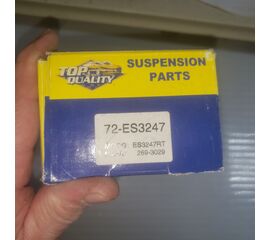 TOP
QUALITY
SUSPENSION
PARTS
72-ES3247
ES3247RT
269-3029